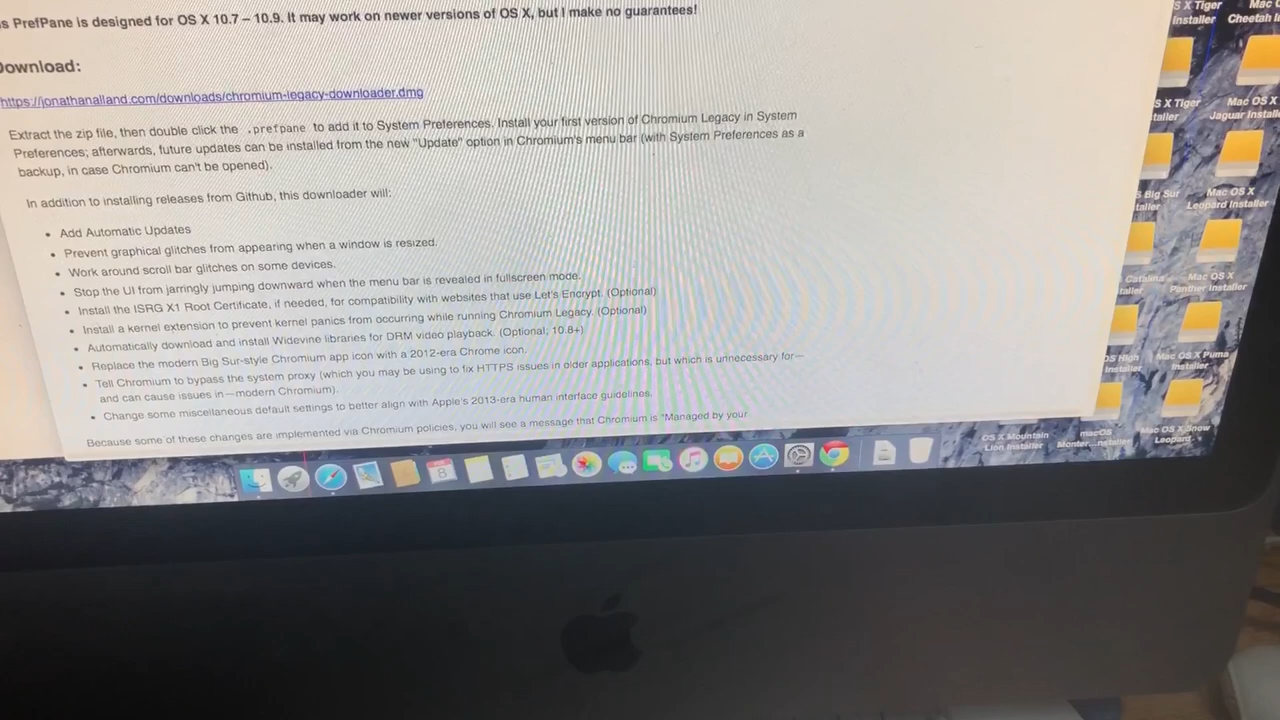 s PrefPane is designed for OS X 10.7 – 10.9. It may work on newer versions of OS X, but I make no guarantees!
Download:
https://jonathanalland.com/downloads/chromium-legacy-downloader.dmg
Extract the zip file, then double click the .prefpane to add it to System Preferences. Install your first version of Chromium Legacy in System
Preferences; afterwards, future updates can be installed from the new "Update" option in Chromium's menu bar (with System Preferences as a
backup, in case Chromium can't be opened).
In addition to installing releases from Github, this downloader will:
• Add Automatic Updates
• Prevent graphical glitches from appearing when a window is resized.
• Work around scroll bar glitches on some devices.
• Stop the UI from jarringly jumping downward when the menu bar is revealed in fullscreen mode.
• Install the ISRG X1 Root Certificate, if needed, for compatibility with websites that use Let's Encrypt. (Optional)
• Install a kernel extension to prevent kernel panics from occurring while running Chromium Legacy. (Optional)
• Automatically download and install Widevine libraries for DRM video playback. (Optional; 10.8+)
• Replace the modern Big Sur-style Chromium app icon with a 2012-era Chrome icon.
• Tell Chromium to bypass the system proxy (which you may be using to fix HTTPS issues in older applications, but which is unnecessary for—
and can cause issues in—modern Chromium).
• Change some miscellaneous default settings to better align with Apple's 2013-era human interface guidelines.
Because some of these changes are implemented via Chromium policies, you will see a message that Chromium is "Managed by your
S X Tiger
Installer
Mac O
Cheetah I
S X Tiger
taller
Mac OS X
Jaguar Install
S Big Sur
taller
Mac OS X
Leopard Installer
Catalina
taller
Mac OS X
Panther Installer
OS High
Installer
Mac OS X Puma
Installer
OS X Mountain
Lion Installer
macOS
Monter...nstaller
Mac OS X Snow
Leopard
8